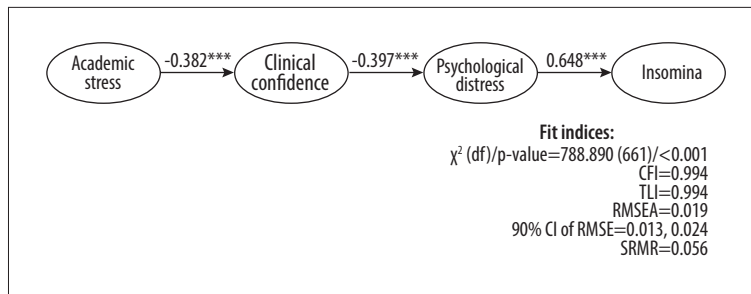 Academic
stress
-0.382***
Clinical
confidence
-0.397***
Psychological
distress
0.648***
Insomina
Fit indices:
χ² (df)/p-value=788.890 (661)/<0.001
CFI=0.994
TLI=0.994
RMSEA=0.019
90% CI of RMSE=0.013, 0.024
SRMR=0.056